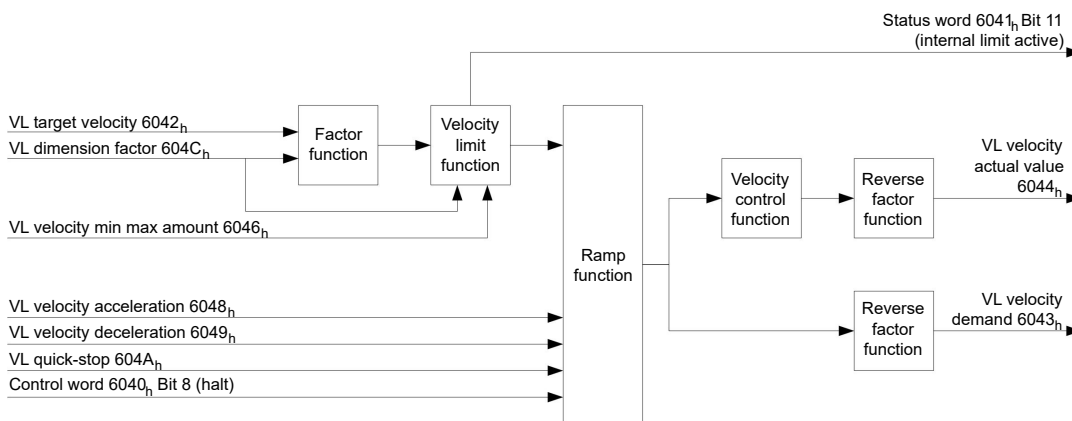 Status word 6041h Bit 11
(internal limit active)
VL target velocity 6042h
VL dimension factor 604Ch
Factor
function
Velocity
limit
function
VL velocity min max amount 6046h
Ramp
function
Velocity
control
function
Reverse
factor
function
VL velocity
actual value
6044h
VL velocity acceleration 6048h
VL velocity deceleration 6049h
VL quick-stop 604Ah
Control word 6040h Bit 8 (halt)
Reverse
factor
function
VL velocity
demand 6043h